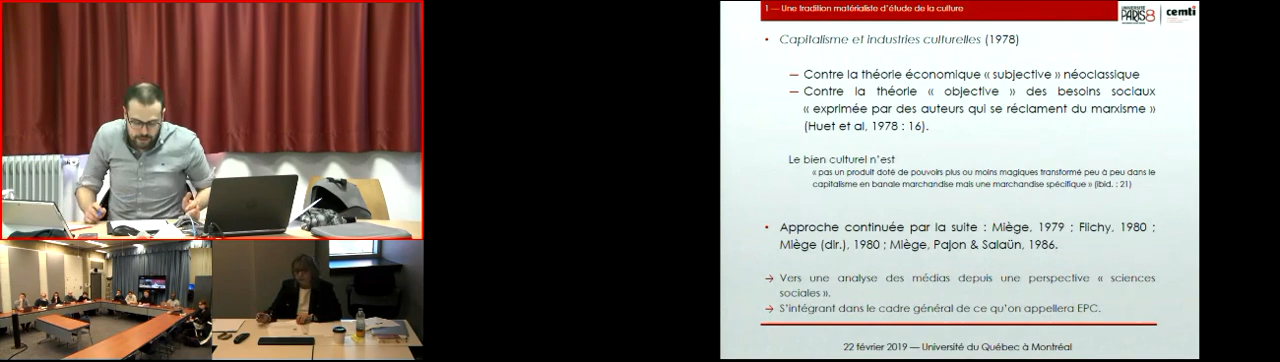 1 — Une tradition matérialiste d'étude de la culture
UNIVERSITÉ
PARIS 8
cemti
• Capitalisme et industries culturelles (1978)
— Contre la théorie économique « subjective » néoclassique
— Contre la théorie « objective » des besoins sociaux
« exprimée par des auteurs qui se réclament du marxisme »
(Huet et al. 1978 : 16).
Le bien culturel n'est
« pas un produit doté de pouvoirs plus ou moins magiques transformé peu à peu dans le
capitalisme en banale marchandise mais une marchandise spécifique » (ibid. : 21)
• Approche continuée par la suite : Miège, 1979 ; Flichy, 1980 ;
Miège (dir.), 1980 ; Miège, Pajon & Salaün, 1986.
→ Vers une analyse des médias depuis une perspective « sciences
sociales ».
→ S'intégrant dans le cadre général de ce qu'on appellera EPC.
22 février 2019 — Université du Québec à Montréal